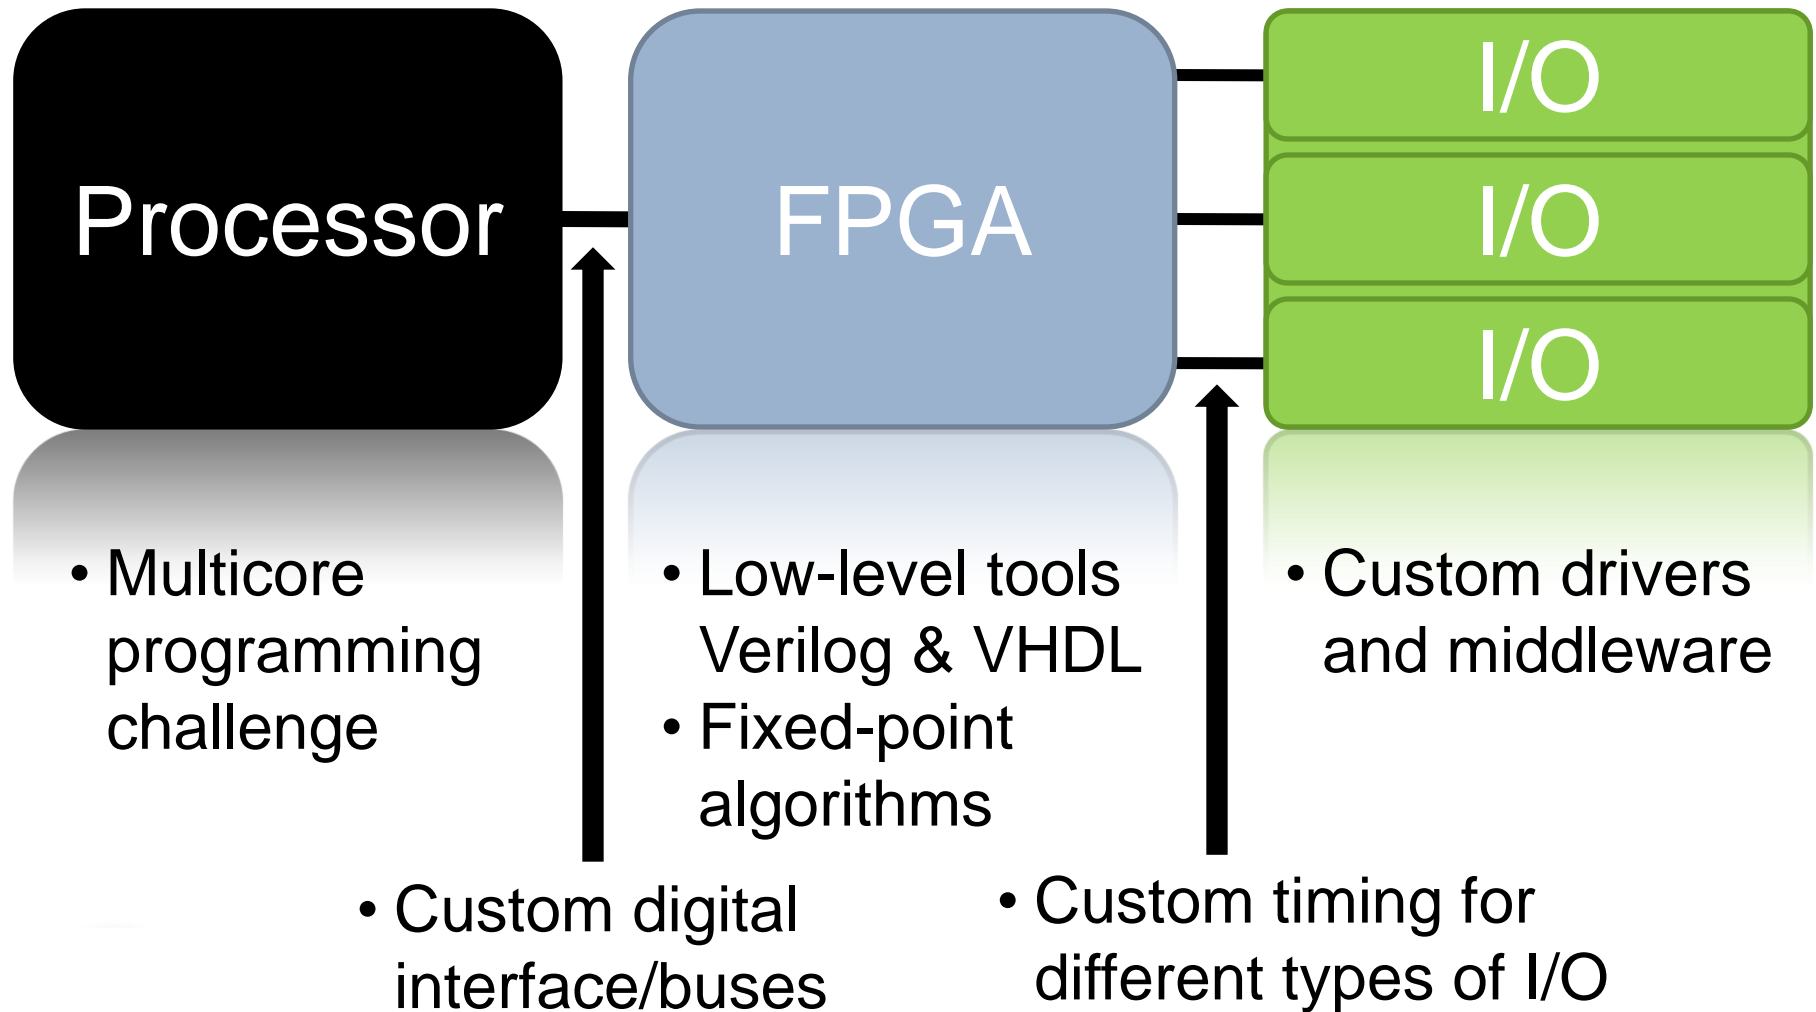 Processor
FPGA
I/O
I/O
I/O
• Multicore
programming
challenge
• Low-level tools
Verilog & VHDL
• Fixed-point
algorithms
• Custom drivers
and middleware
• Custom digital
interface/buses
• Custom timing for
different types of I/O